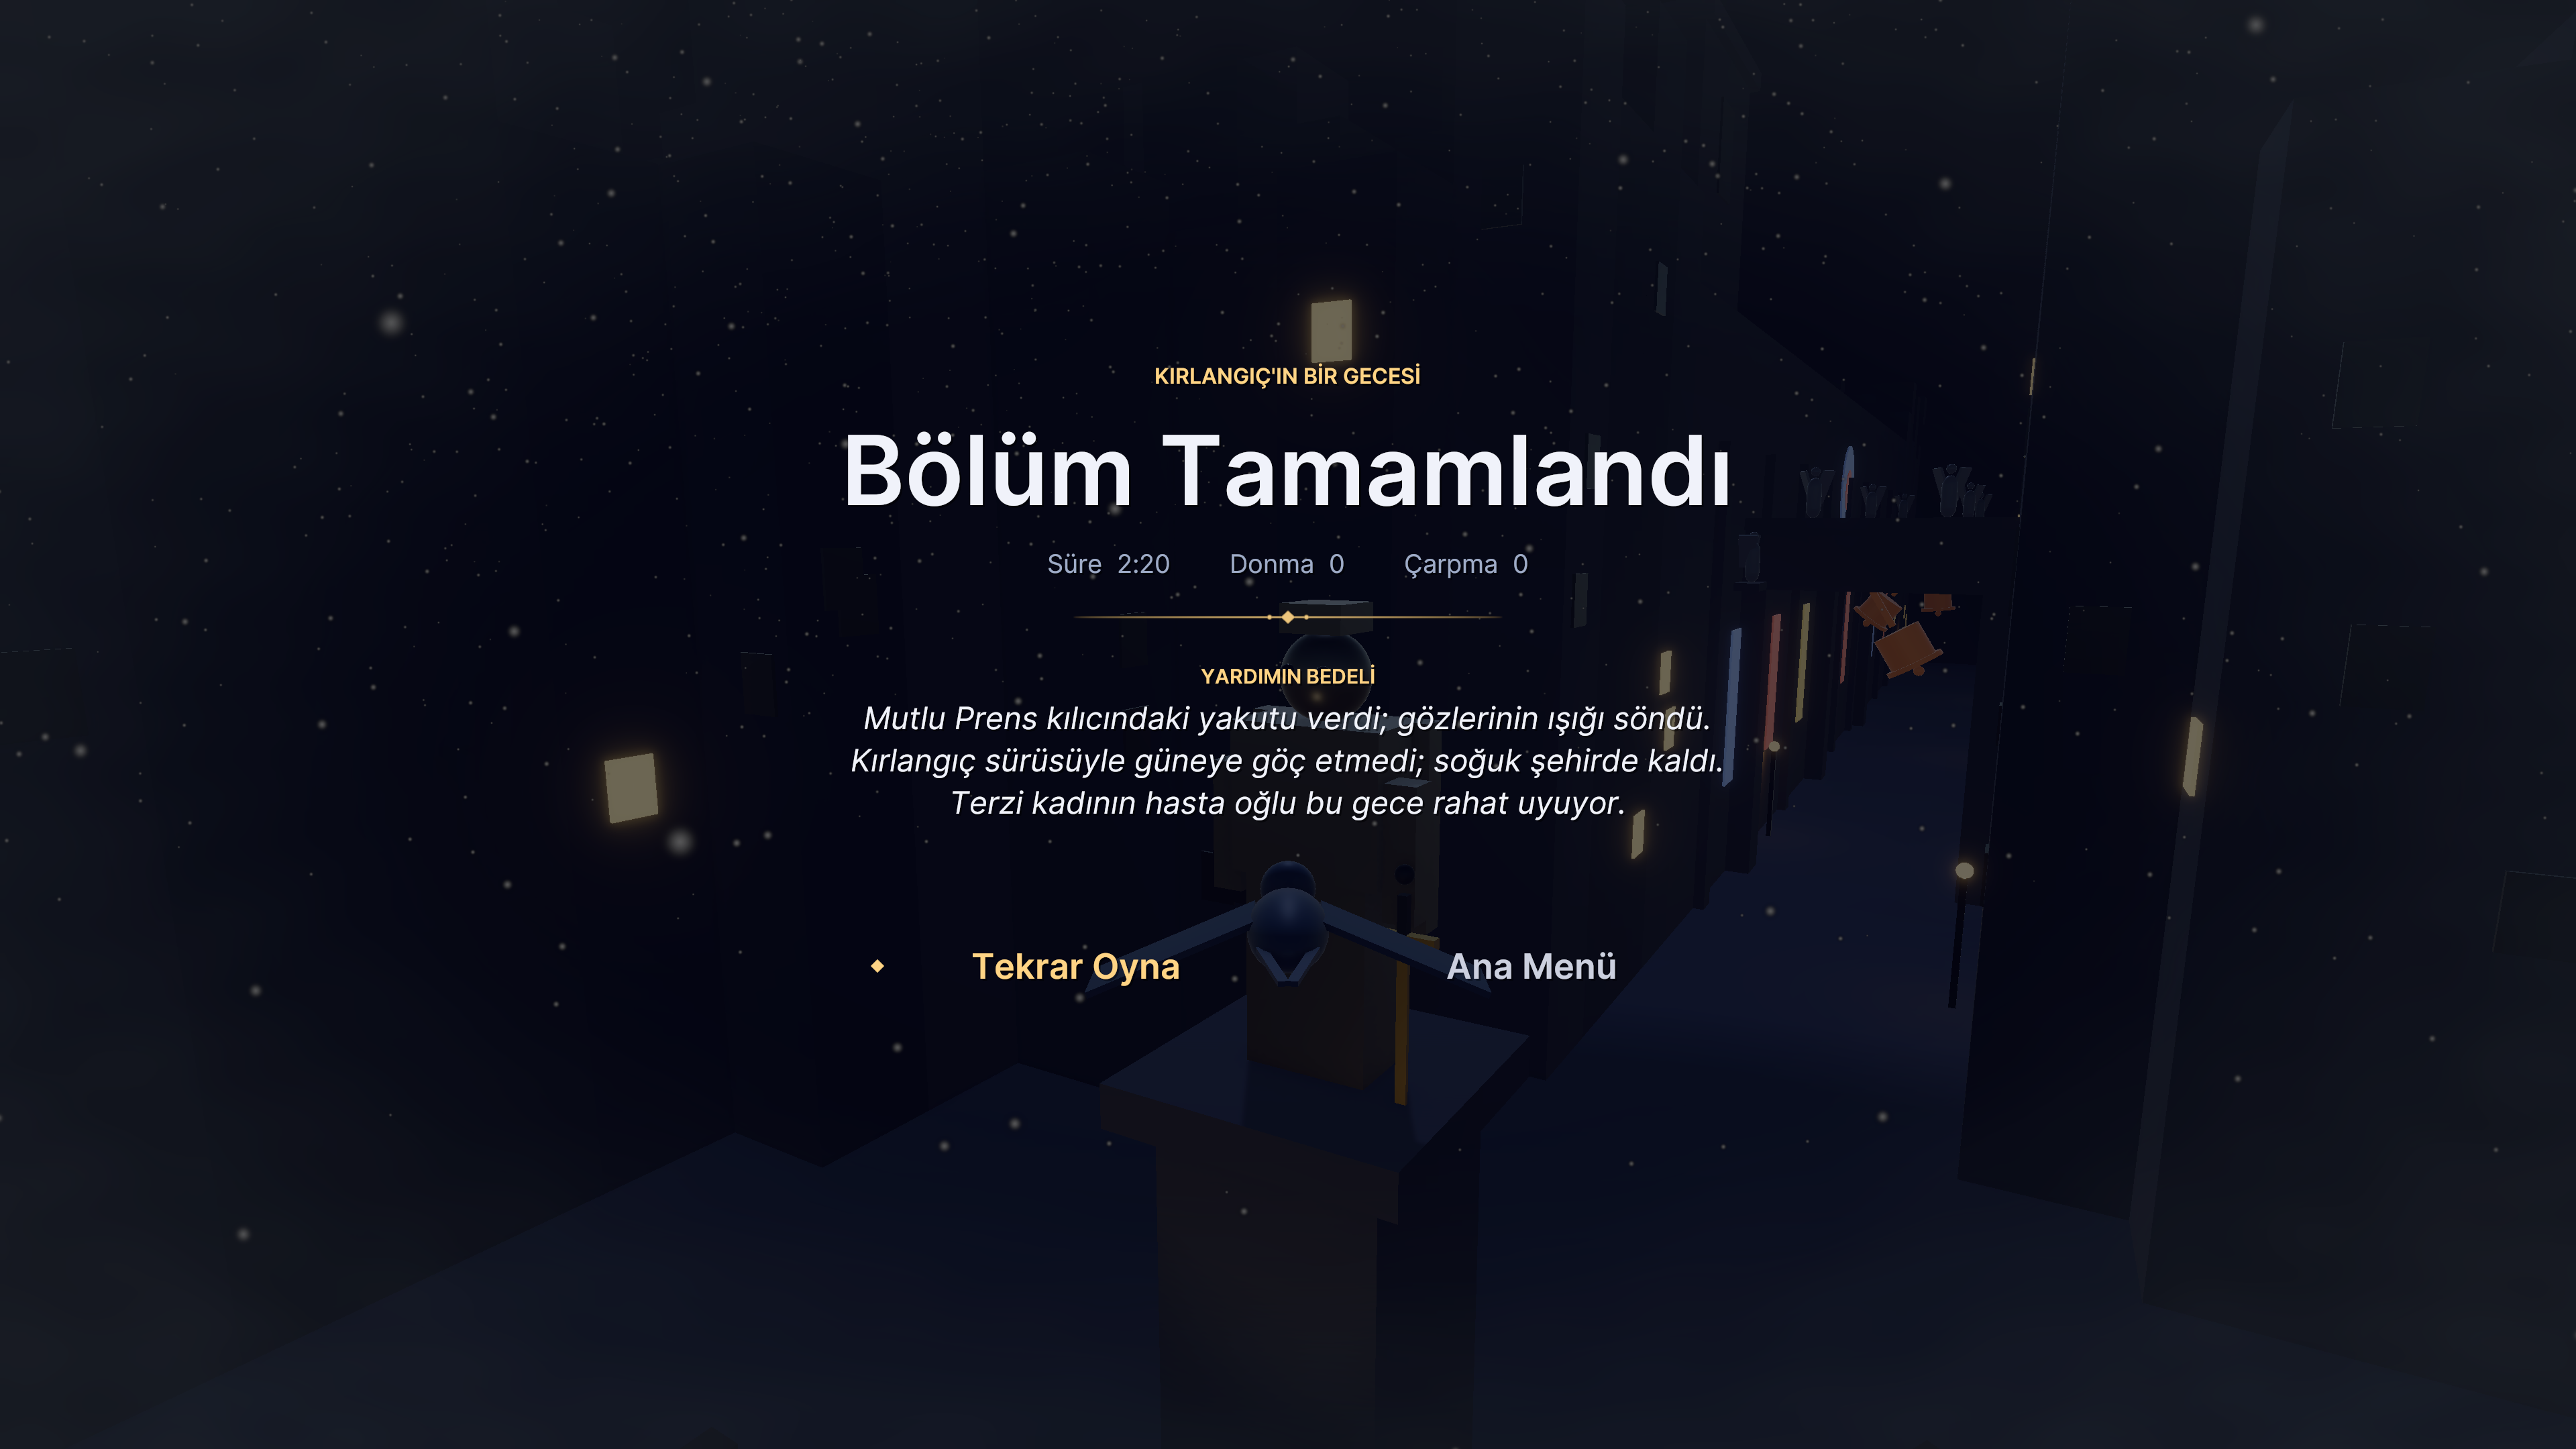 KIRLANGIÇ'IN BİR GECESİ
Bölüm Tamamlandı
Süre 2:20 Donma 0 Çarpma 0
YARDIMIN BEDELİ
Mutlu Prens kılıcındaki yakutu verdi; gözlerinin ışığı söndü.
Kırlangıç sürüsüyle güneye göç etmedi; soğuk şehirde kaldı.
Terzi kadının hasta oğlu bu gece rahat uyuyor.
Tekrar Oyna Ana Menü